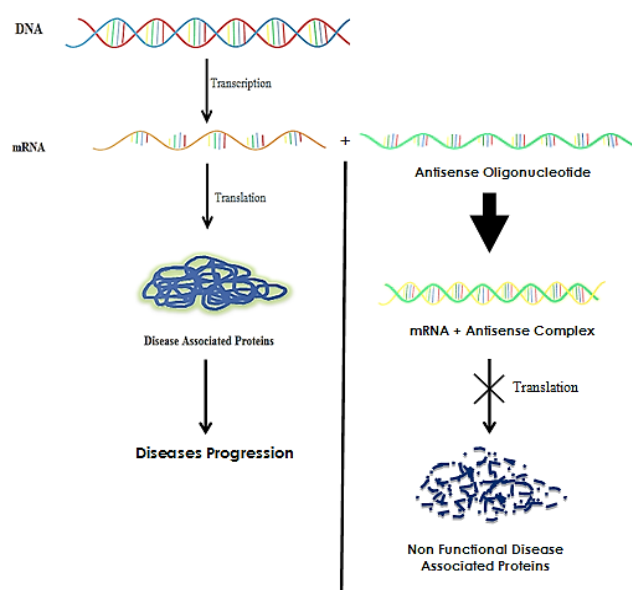 DNA
Transcription
mRNA
+
Antisense Oligonucleotide
Translation
mRNA + Antisense Complex
Disease Associated Proteins
Translation
Diseases Progression
Non Functional Disease
Associated Proteins